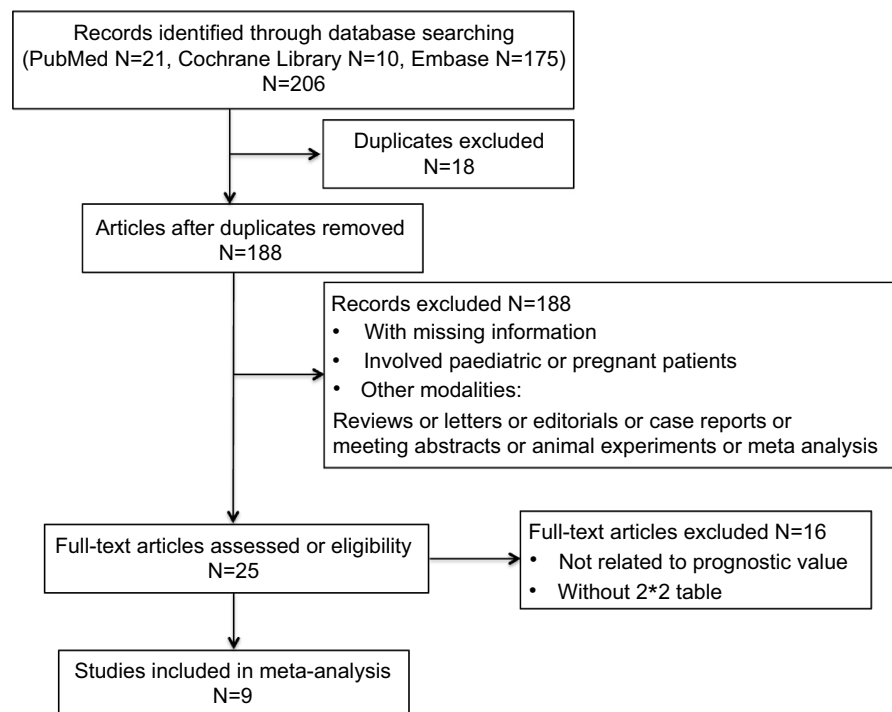 Records identified through database searching
(PubMed N=21, Cochrane Library N=10, Embase N=175)
N=206
Duplicates excluded
N=18
Articles after duplicates removed
N=188
Records excluded N=188
• With missing information
• Involved paediatric or pregnant patients
• Other modalities:
Reviews or letters or editorials or case reports or
meeting abstracts or animal experiments or meta analysis
Full-text articles assessed or eligibility
N=25
Full-text articles excluded N=16
• Not related to prognostic value
• Without 2*2 table
Studies included in meta-analysis
N=9